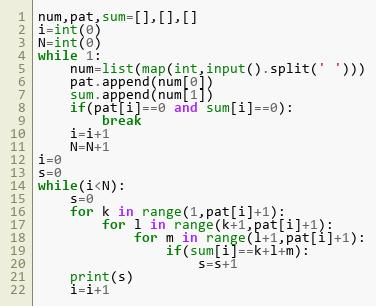 1 num,pat,sum=[],[],[]
2 i=int(0)
3 N=int(0)
4 while 1:
5     num=list(map(int,input().split(' ')))
6     pat.append(num[0])
7     sum.append(num[1])
8     if(pat[i]==0 and sum[i]==0):
9         break
10     i=i+1
11     N=N+1
12 i=0
13 s=0
14 while(i<N):
15     s=0
16     for k in range(1,pat[i]+1):
17         for l in range(k+1,pat[i]+1):
18             for m in range(l+1,pat[i]+1):
19                 if(sum[i]==k+l+m):
20                     s=s+1
21     print(s)
22     i=i+1